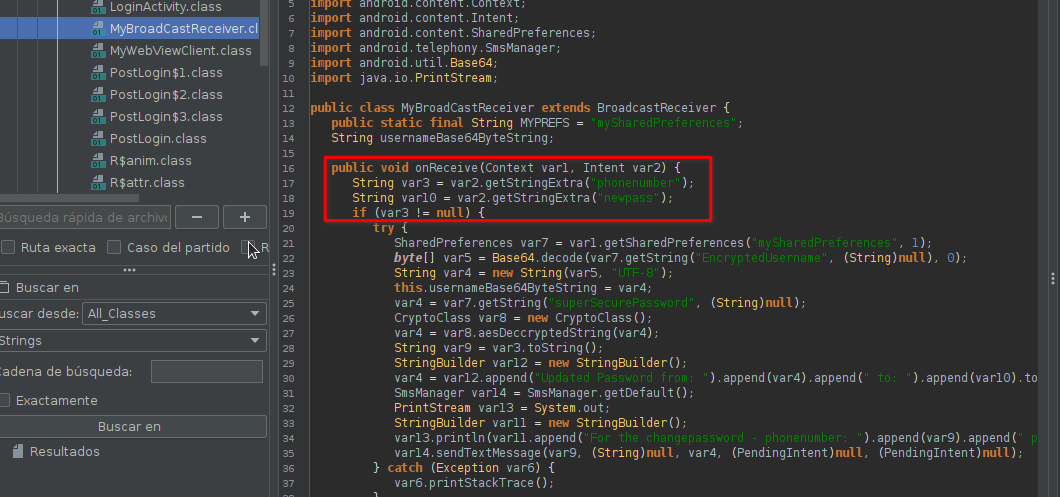 LoginActivity.class
MyBroadCastReceiver.cl
MyWebViewClient.class
PostLogin$1.class
PostLogin$2.class
PostLogin$3.class
PostLogin.class
R$anim.class
R$attr.class
Búsqueda rápida de archiv
Ruta exacta Caso del partido R
Buscar en
uscar desde: All_Classes
Strings
adena de búsqueda:
Exactamente
Buscar en
Resultados
5 import android.content.Context;
6 import android.content.Intent;
7 import android.content.SharedPreferences;
8 import android.telephony.SmsManager;
9 import android.util.Base64;
10 import java.io.PrintStream;
11
12 public class MyBroadCastReceiver extends BroadcastReceiver {
13 public static final String MYPREFS = "mySharedPreferences";
14 String usernameBase64ByteString;
15
16 public void onReceive(Context var1, Intent var2) {
17 String var3 = var2.getStringExtra("phonenumber");
18 String var10 = var2.getStringExtra("newpass");
19 if (var3 != null) {
20 try {
21 SharedPreferences var7 = var1.getSharedPreferences("mySharedPreferences", 1);
22 byte[] var5 = Base64.decode(var7.getString("EncryptedUsername", (String)null), 0);
23 String var4 = new String(var5, "UTF-8");
24 this.usernameBase64ByteString = var4;
25 var4 = var7.getString("superSecurePassword", (String)null);
26 CryptoClass var8 = new CryptoClass();
27 var4 = var8.aesDeccryptedString(var4);
28 String var9 = var3.toString();
29 StringBuilder var12 = new StringBuilder();
30 var4 = var12.append("Updated Password from: ").append(var4).append(" to: ").append(var10).to
31 SmsManager var14 = SmsManager.getDefault();
32 PrintStream var13 = System.out;
33 StringBuilder var11 = new StringBuilder();
34 var13.println(var11.append("For the changepassword - phonenumber: ").append(var9).append(" p
35 var14.sendTextMessage(var9, (String)null, var4, (PendingIntent)null, (PendingIntent)null);
36 } catch (Exception var6) {
37 var6.printStackTrace();